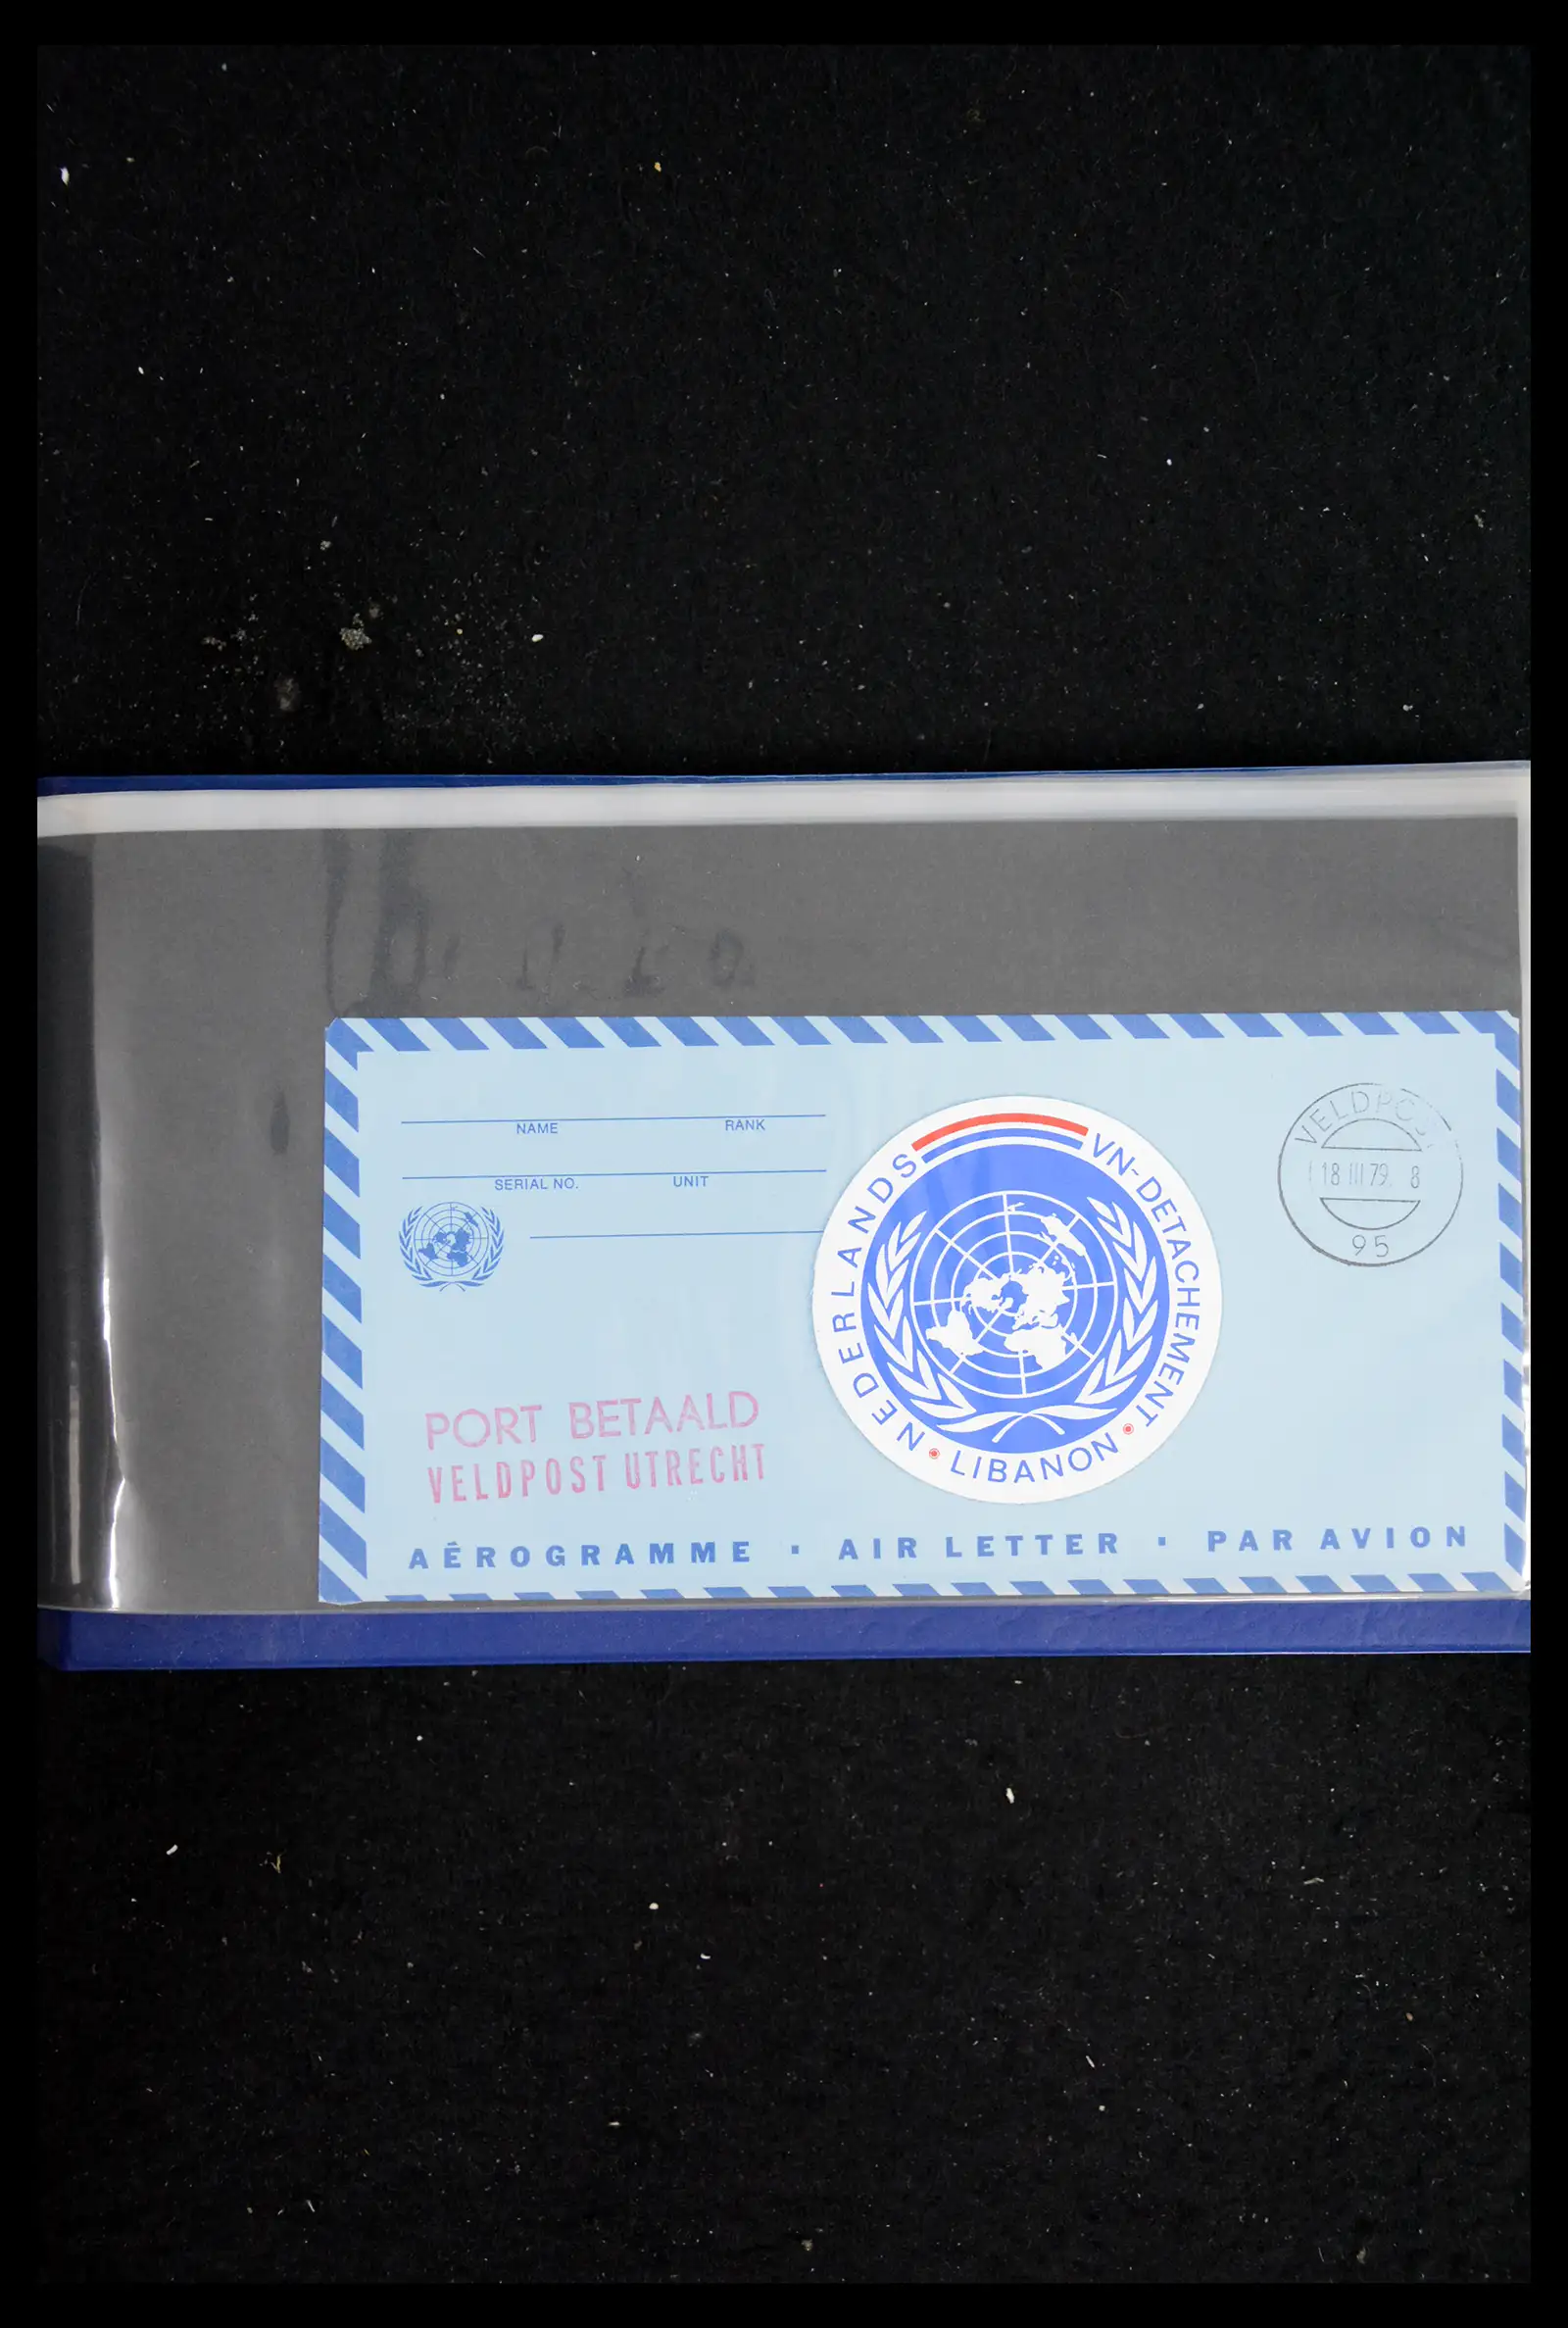 NAME RANK
SERIAL NO. UNIT
NEDERLANDS VN-DETACHEMENT
• LIBANON •
VELDPOST
18 III 79. 8
95
PORT BETAALD
VELDPOST UTRECHT
AÉROGRAMME · AIR LETTER · PAR AVION